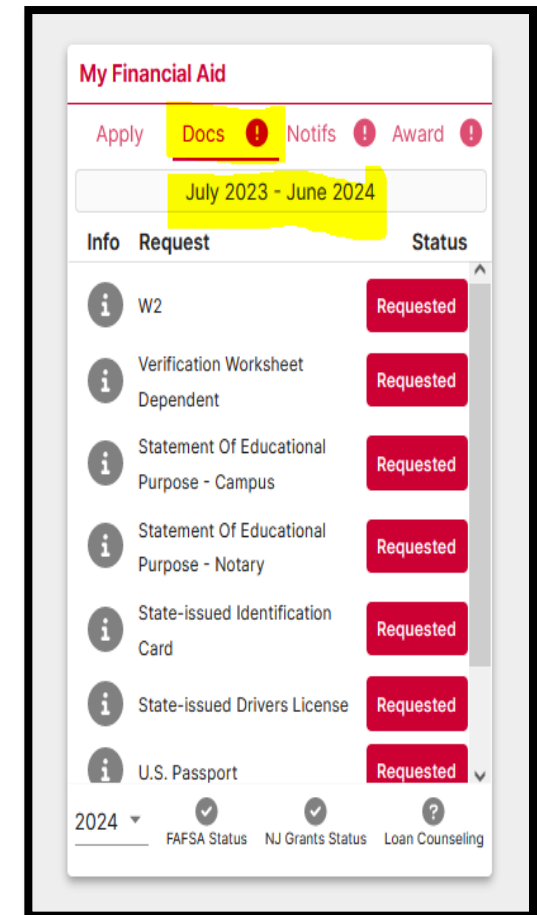 My Financial Aid
Apply Docs ! Notifs ! Award !
July 2023 - June 2024
Info Request Status
i W2 Requested
Verification Worksheet
i Dependent Requested
Statement Of Educational
i Purpose - Campus Requested
Statement Of Educational
i Purpose - Notary Requested
State-issued Identification
i Card Requested
i State-issued Drivers License Requested
i U.S. Passport Requested
2024 ?
FAFSA Status NJ Grants Status Loan Counseling